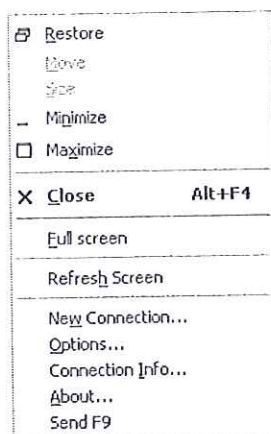 Restore
Move
Size
Minimize
Maximize
Close Alt+F4
Full screen
Refresh Screen
New Connection...
Options...
Connection Info...
About...
Send F9